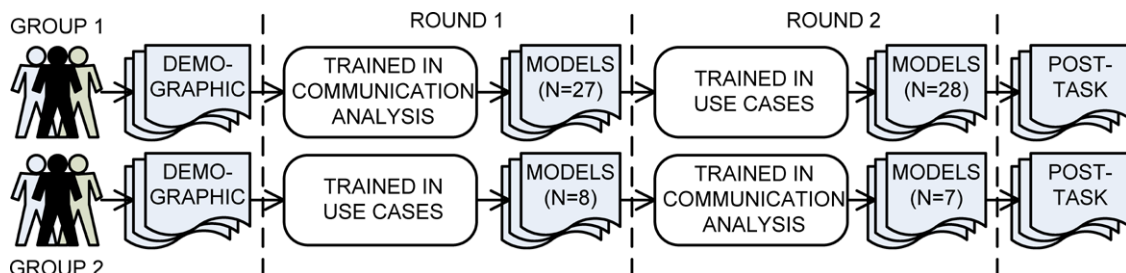 GROUP 1
ROUND 1
ROUND 2
DEMO-
GRAPHIC
TRAINED IN
COMMUNICATION
ANALYSIS
MODELS
(N=27)
TRAINED IN
USE CASES
MODELS
(N=28)
POST-
TASK
DEMO-
GRAPHIC
TRAINED IN
USE CASES
MODELS
(N=8)
TRAINED IN
COMMUNICATION
ANALYSIS
MODELS
(N=7)
POST-
TASK
GROUP 2